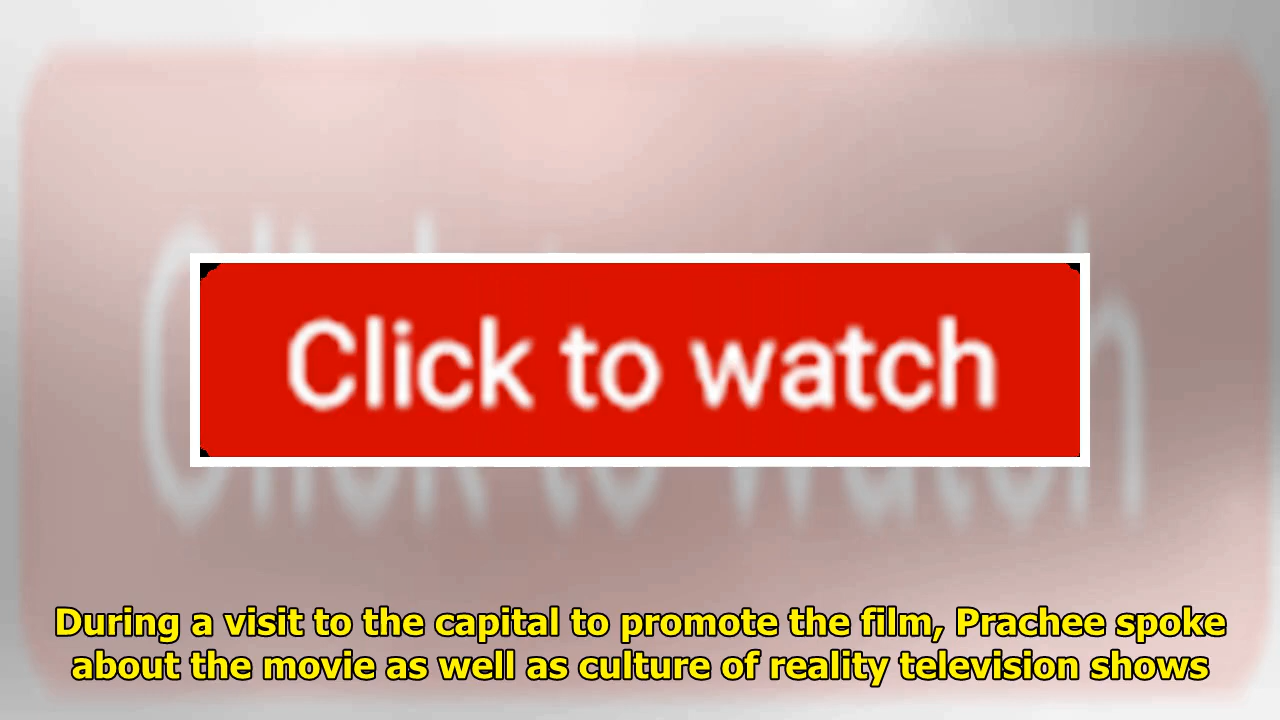 Click to watch
During a visit to the capital to promote the film, Prachee spoke
about the movie as well as culture of reality television shows